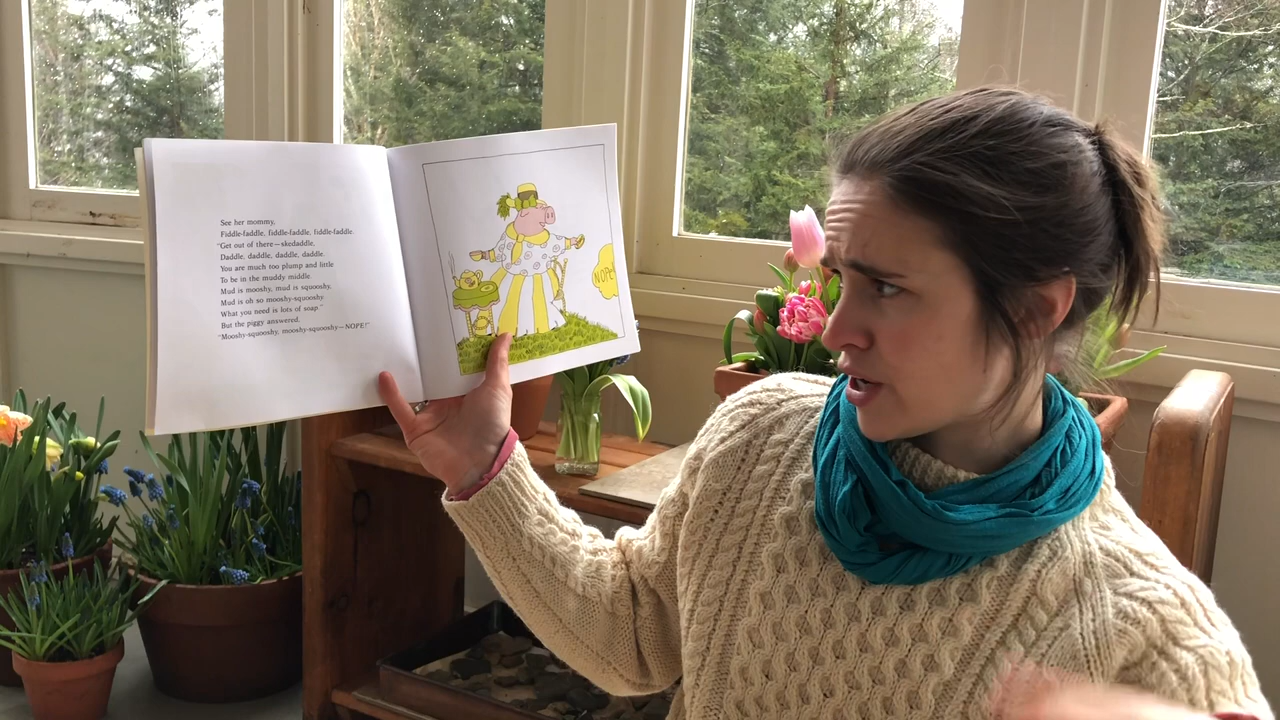 See her mommy,
Fiddle-faddle, fiddle-faddle, fiddle-faddle.
"Get out of there—skedaddle,
Daddle, daddle, daddle, daddle.
You are much too plump and little
To be in the muddy middle.
Mud is mooshy, mud is squooshy,
Mud is oh so mooshy-squooshy.
What you need is lots of soap."
But the piggy answered,
"Mooshy-squooshy, mooshy-squooshy—NOPE!"
NOPE!